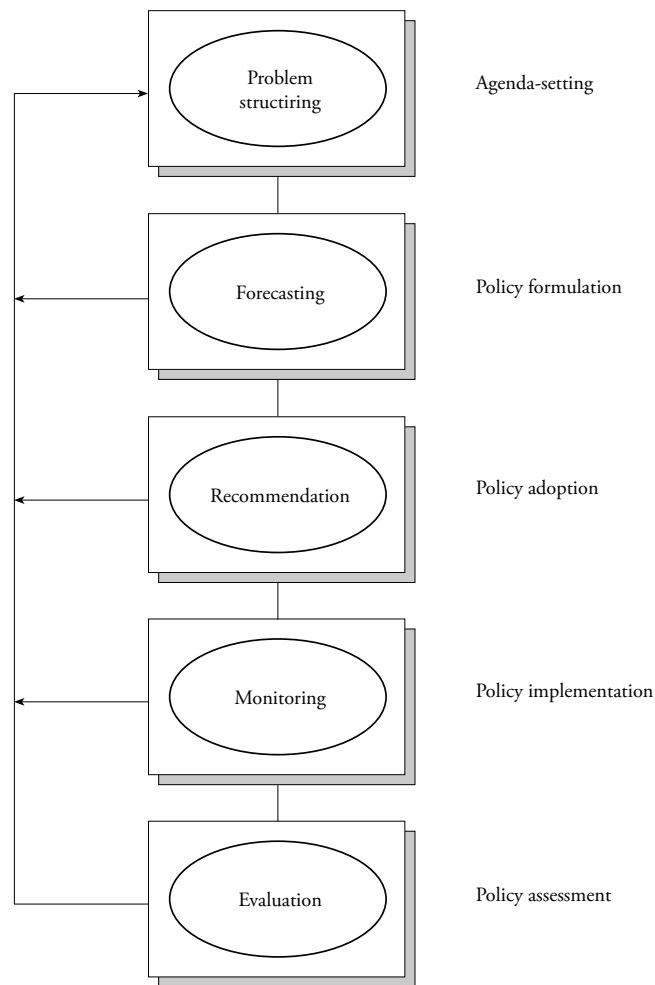 Problem
structiring
Agenda-setting
Forecasting
Policy formulation
Recommendation
Policy adoption
Monitoring
Policy implementation
Evaluation
Policy assessment